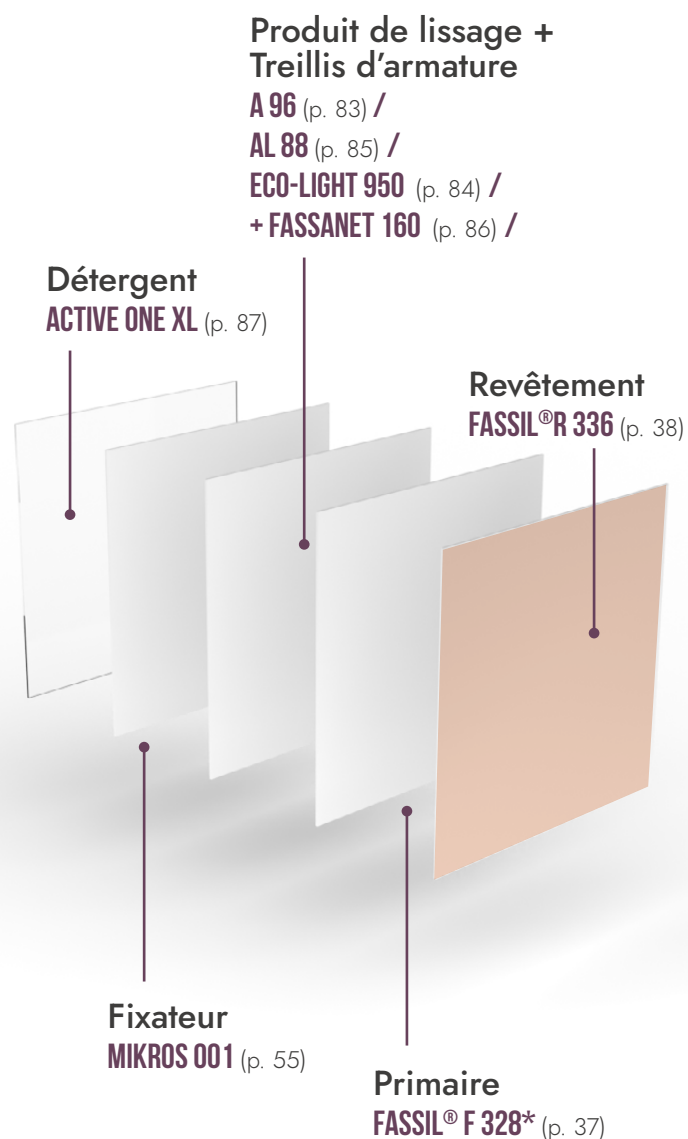 Produit de lissage +
Treillis d'armature
A 96 (p. 83) /
AL 88 (p. 85) /
ECO-LIGHT 950 (p. 84) /
+ FASSANET 160 (p. 86) /
Détergent
ACTIVE ONE XL (p. 87)
Revêtement
FASSIL®R 336 (p. 38)
Fixateur
MIKROS 001 (p. 55)
Primaire
FASSIL® F 328* (p. 37)